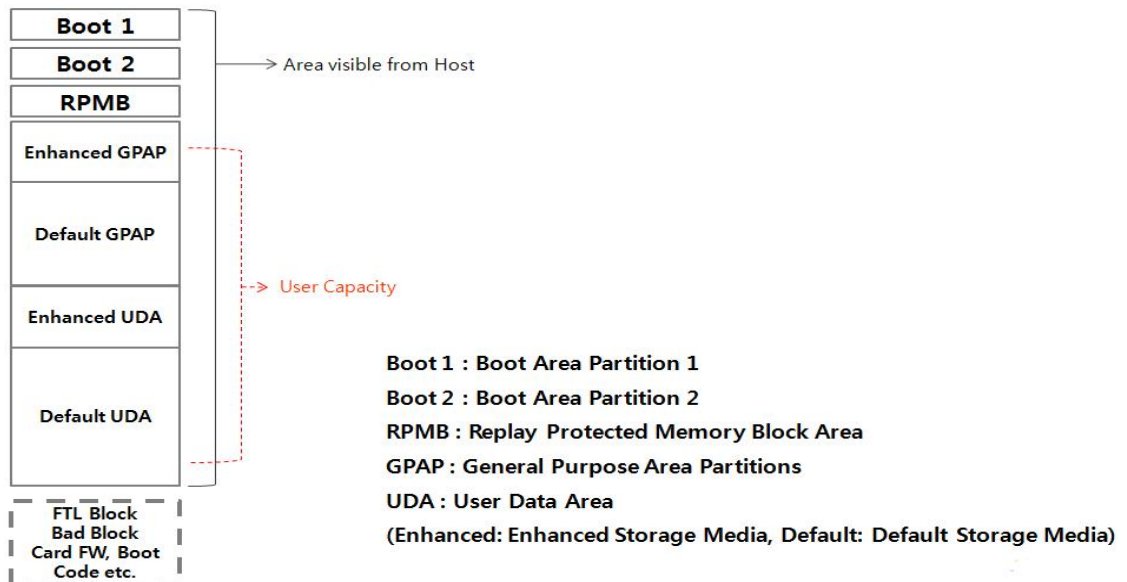 Boot 1
Boot 2
RPMB
Enhanced GPAP
Default GPAP
Enhanced UDA
Default UDA
FTL Block
Bad Block
Card FW, Boot
Code etc.
Area visible from Host
User Capacity
Boot 1 : Boot Area Partition 1
Boot 2 : Boot Area Partition 2
RPMB : Replay Protected Memory Block Area
GPAP : General Purpose Area Partitions
UDA : User Data Area
(Enhanced: Enhanced Storage Media, Default: Default Storage Media)